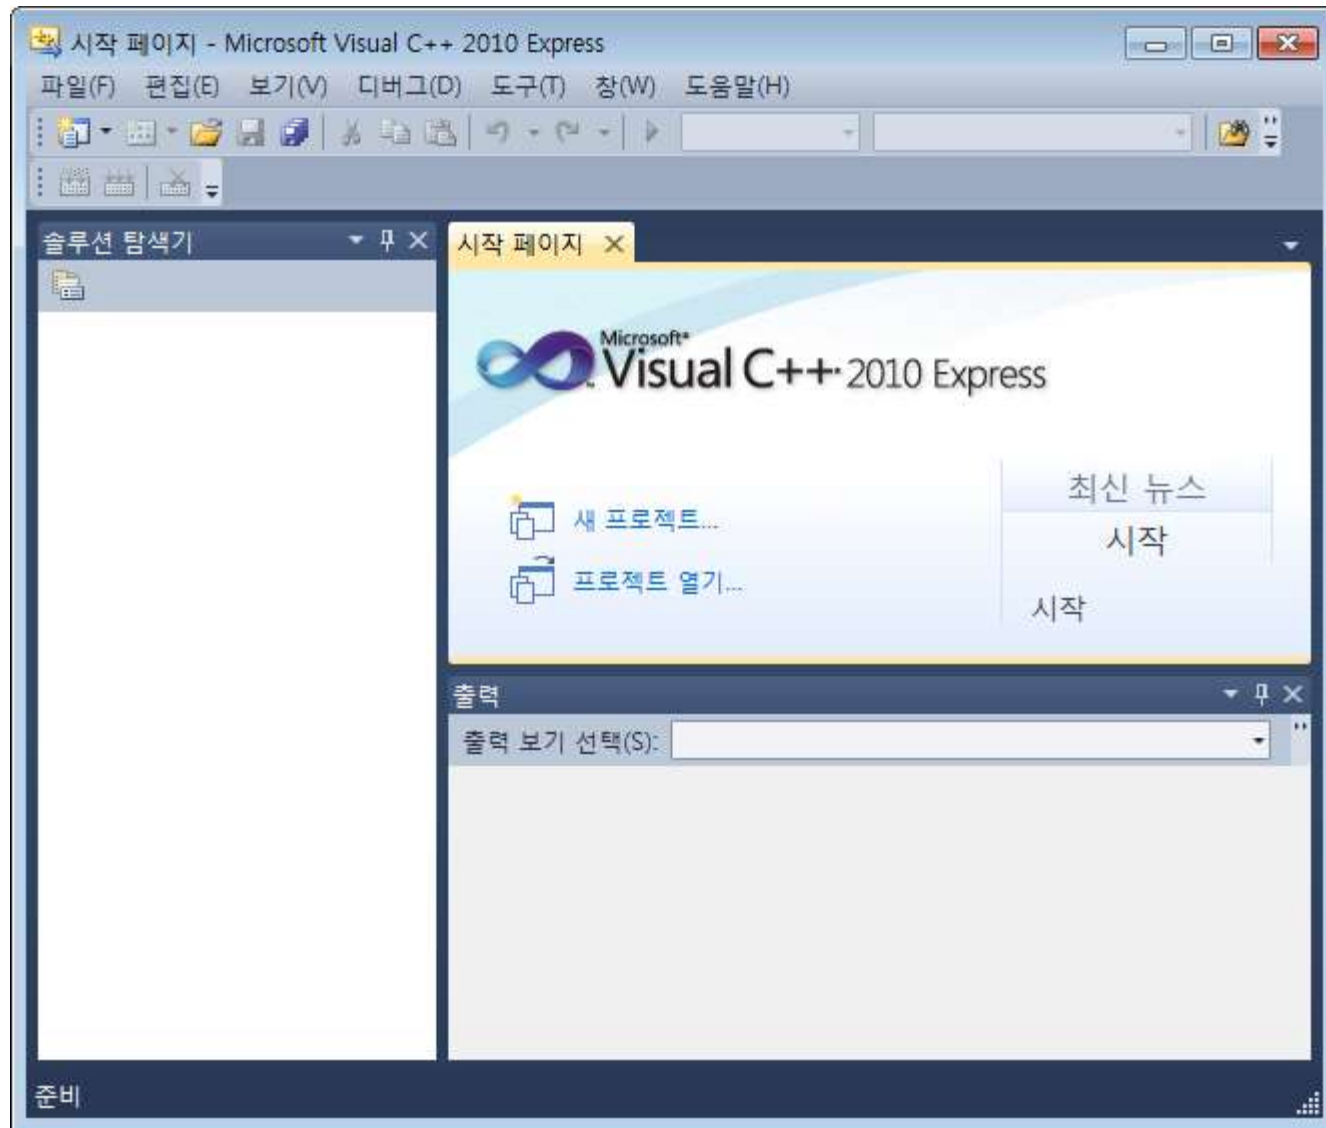 시작 페이지 - Microsoft Visual C++ 2010 Express
파일(F) 편집(E) 보기(V) 디버그(D) 도구(T) 창(W) 도움말(H)
솔루션 탐색기
시작 페이지
Microsoft
Visual C++ 2010 Express
새 프로젝트...
프로젝트 열기...
최신 뉴스
시작
시작
출력
출력 보기 선택(S):
준비